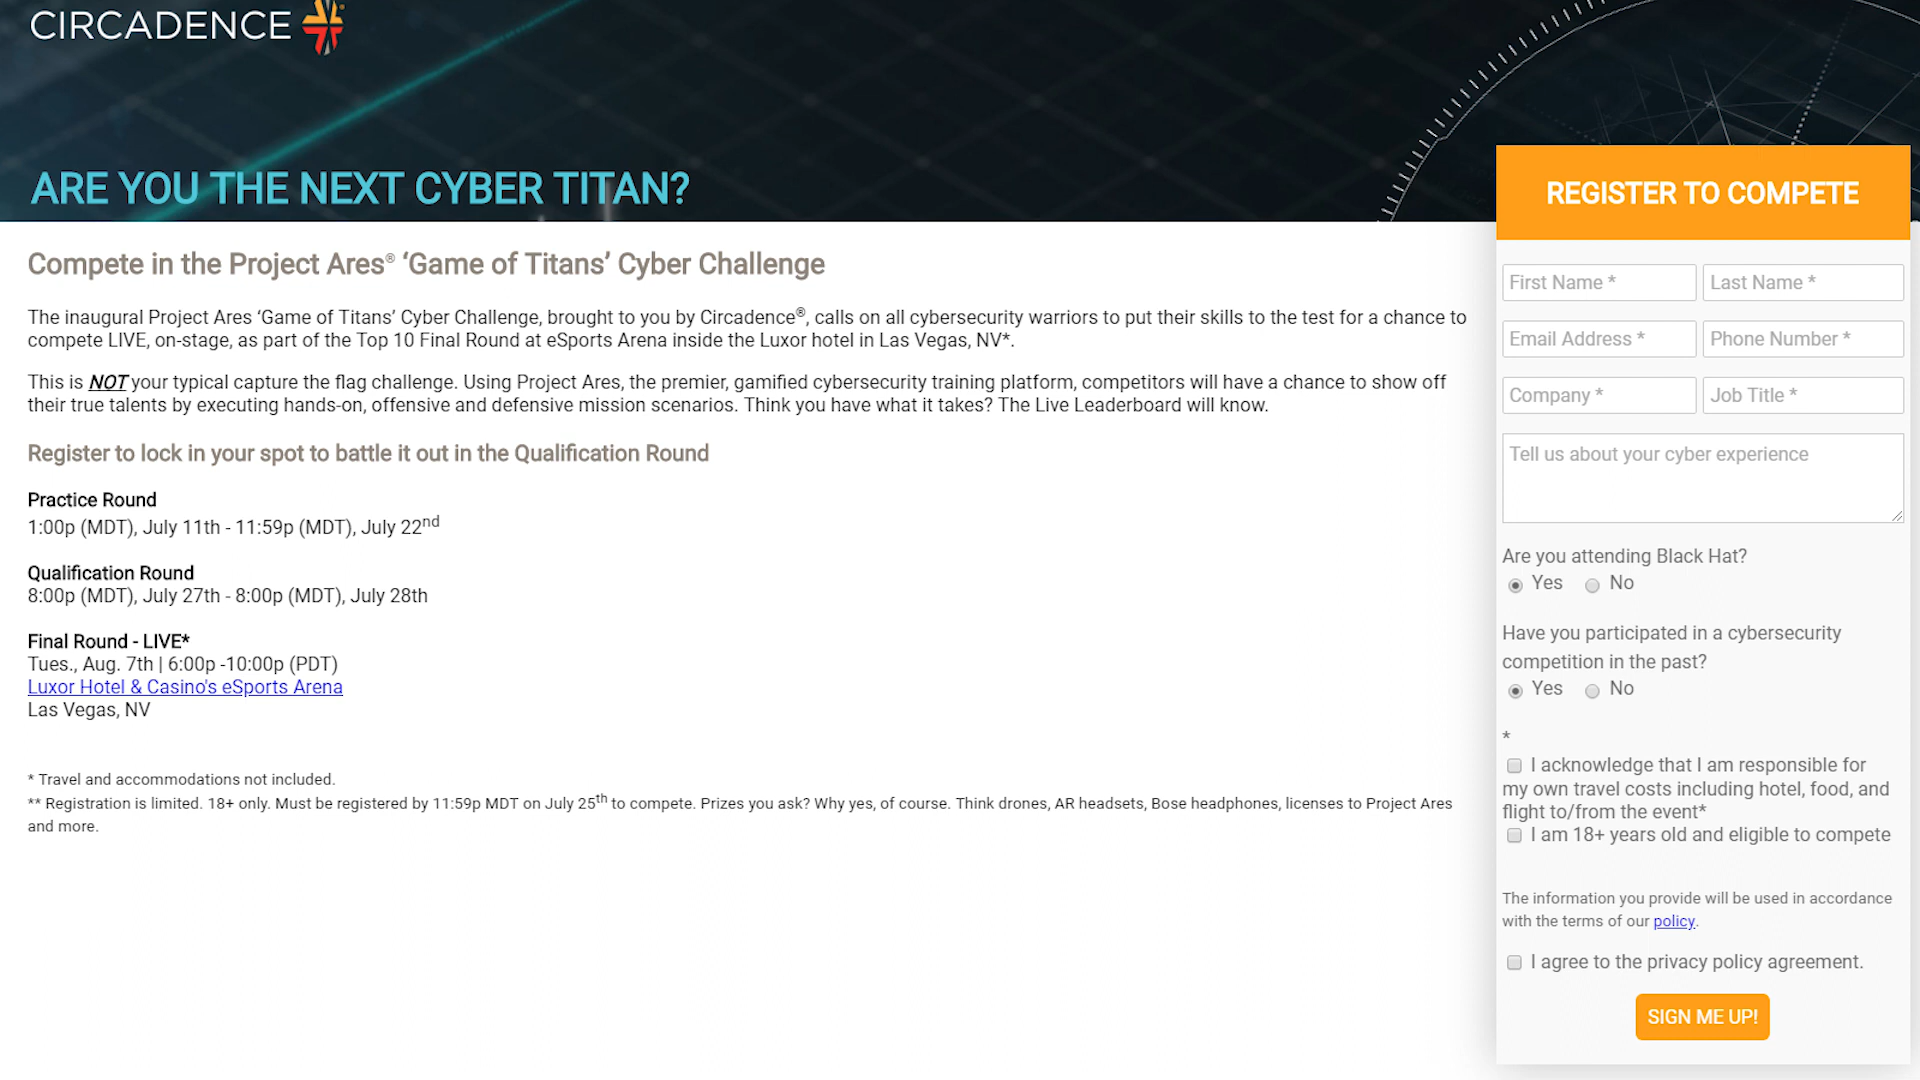 CIRCADENCE
ARE YOU THE NEXT CYBER TITAN?
Compete in the Project Ares® ‘Game of Titans’ Cyber Challenge
The inaugural Project Ares ‘Game of Titans’ Cyber Challenge, brought to you by Circadence®, calls on all cybersecurity warriors to put their skills to the test for a chance to
compete LIVE, on-stage, as part of the Top 10 Final Round at eSports Arena inside the Luxor hotel in Las Vegas, NV*.
This is NOT your typical capture the flag challenge. Using Project Ares, the premier, gamified cybersecurity training platform, competitors will have a chance to show off
their true talents by executing hands-on, offensive and defensive mission scenarios. Think you have what it takes? The Live Leaderboard will know.
Register to lock in your spot to battle it out in the Qualification Round
Practice Round
1:00p (MDT), July 11th - 11:59p (MDT), July 22nd
Qualification Round
8:00p (MDT), July 27th - 8:00p (MDT), July 28th
Final Round - LIVE*
Tues., Aug. 7th | 6:00p -10:00p (PDT)
Luxor Hotel & Casino's eSports Arena
Las Vegas, NV
* Travel and accommodations not included.
** Registration is limited. 18+ only. Must be registered by 11:59p MDT on July 25th to compete. Prizes you ask? Why yes, of course. Think drones, AR headsets, Bose headphones, licenses to Project Ares
and more.
REGISTER TO COMPETE
First Name * Last Name *
Email Address * Phone Number *
Company * Job Title *
Tell us about your cyber experience
Are you attending Black Hat?
Yes No
Have you participated in a cybersecurity
competition in the past?
Yes No
*
I acknowledge that I am responsible for
my own travel costs including hotel, food, and
flight to/from the event*
I am 18+ years old and eligible to compete
The information you provide will be used in accordance
with the terms of our policy.
I agree to the privacy policy agreement.
SIGN ME UP!